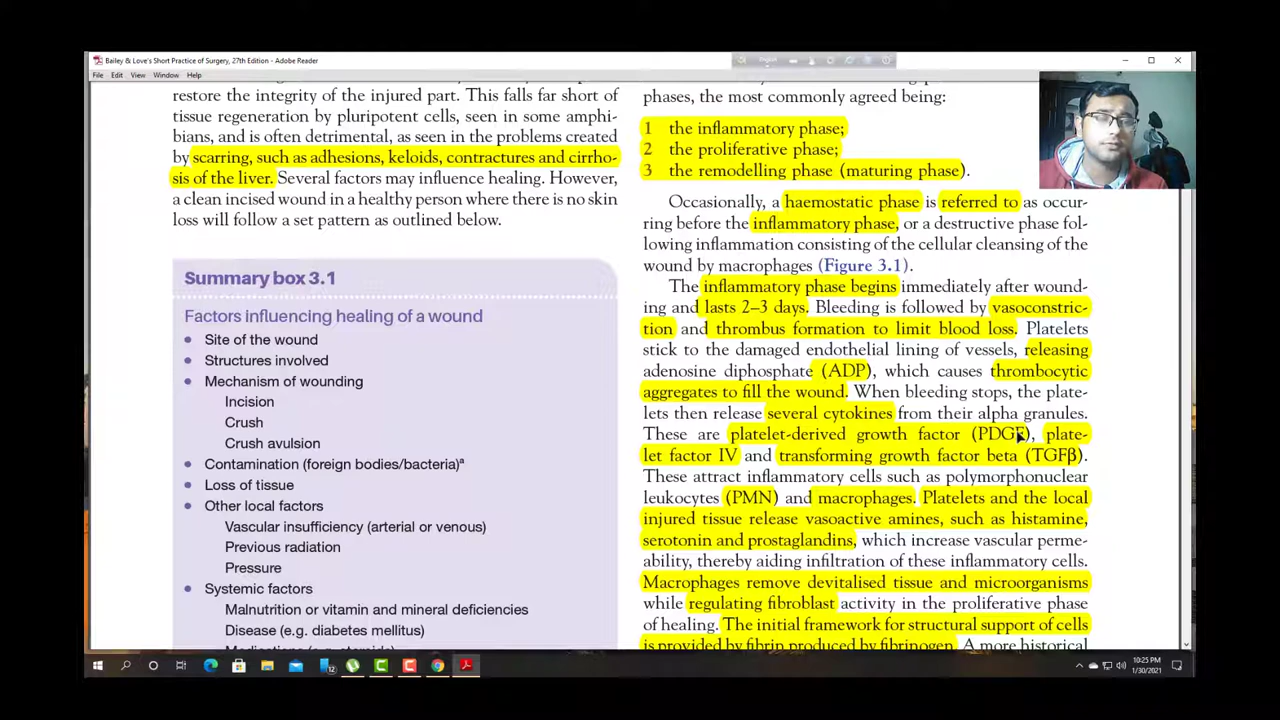 Bailey & Love's Short Practice of Surgery, 27th Edition - Adobe Reader
File Edit View Window Help
English
restore the integrity of the injured part. This falls far short of
tissue regeneration by pluripotent cells, seen in some amphi-
bians, and is often detrimental, as seen in the problems created
by scarring, such as adhesions, keloids, contractures and cirrho-
sis of the liver. Several factors may influence healing. However,
a clean incised wound in a healthy person where there is no skin
loss will follow a set pattern as outlined below.
Summary box 3.1
Factors influencing healing of a wound
• Site of the wound
• Structures involved
• Mechanism of wounding
Incision
Crush
Crush avulsion
• Contamination (foreign bodies/bacteria)ᵃ
• Loss of tissue
• Other local factors
Vascular insufficiency (arterial or venous)
Previous radiation
Pressure
• Systemic factors
Malnutrition or vitamin and mineral deficiencies
Disease (e.g. diabetes mellitus)
Medications (e.g. steroids)
phases, the most commonly agreed being:
1 the inflammatory phase;
2 the proliferative phase;
3 the remodelling phase (maturing phase).
Occasionally, a haemostatic phase is referred to as occur-
ring before the inflammatory phase, or a destructive phase fol-
lowing inflammation consisting of the cellular cleansing of the
wound by macrophages (Figure 3.1).
The inflammatory phase begins immediately after wound-
ing and lasts 2–3 days. Bleeding is followed by vasoconstric-
tion and thrombus formation to limit blood loss. Platelets
stick to the damaged endothelial lining of vessels, releasing
adenosine diphosphate (ADP), which causes thrombocytic
aggregates to fill the wound. When bleeding stops, the plate-
lets then release several cytokines from their alpha granules.
These are platelet-derived growth factor (PDGF), plate-
let factor IV and transforming growth factor beta (TGFβ).
These attract inflammatory cells such as polymorphonuclear
leukocytes (PMN) and macrophages. Platelets and the local
injured tissue release vasoactive amines, such as histamine,
serotonin and prostaglandins, which increase vascular perme-
ability, thereby aiding infiltration of these inflammatory cells.
Macrophages remove devitalised tissue and microorganisms
while regulating fibroblast activity in the proliferative phase
of healing. The initial framework for structural support of cells
is provided by fibrin produced by fibrinogen. A more historical
10:25 PM
1/30/2021